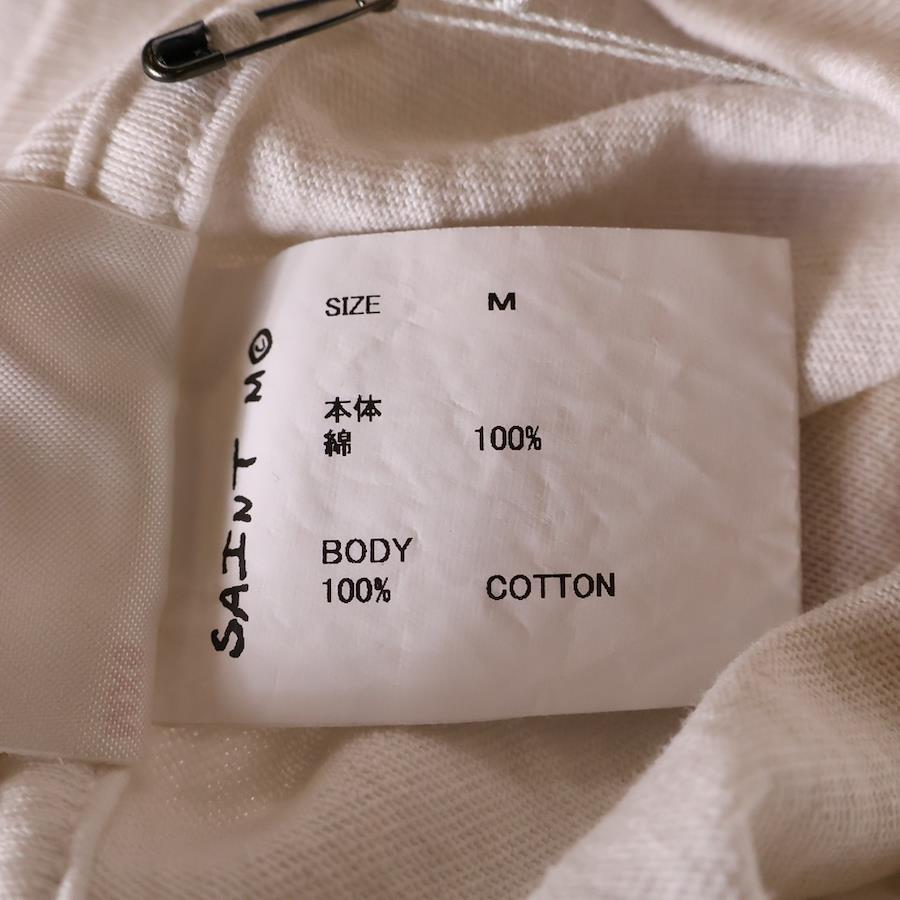 SIZE M
本体
綿 100%
BODY
100% COTTON
SAINT M©